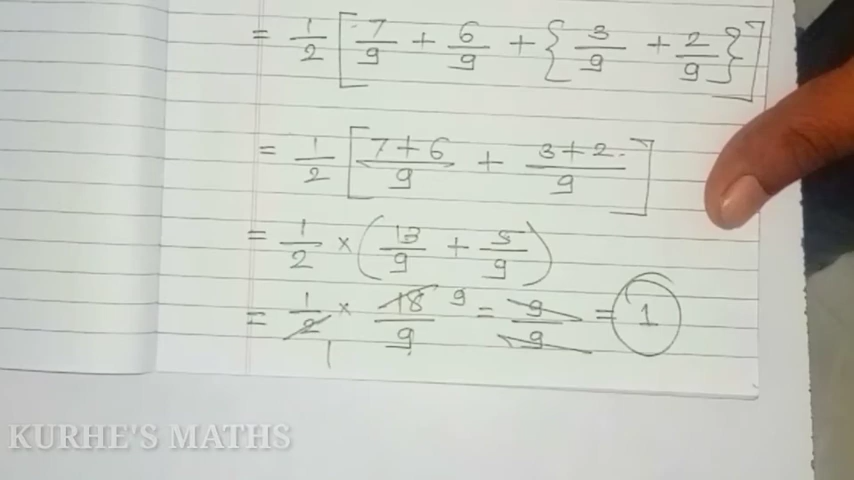 = 1/2 [ 7/9 + 6/9 + { 3/9 + 2/9 } ]
= 1/2 [ 7+6/9 + 3+2/9 ]
= 1/2 × ( 13/9 + 5/9 )
= 1/2 × 18/9 9 = 9/9 = 1
1
KURHE'S MATHS